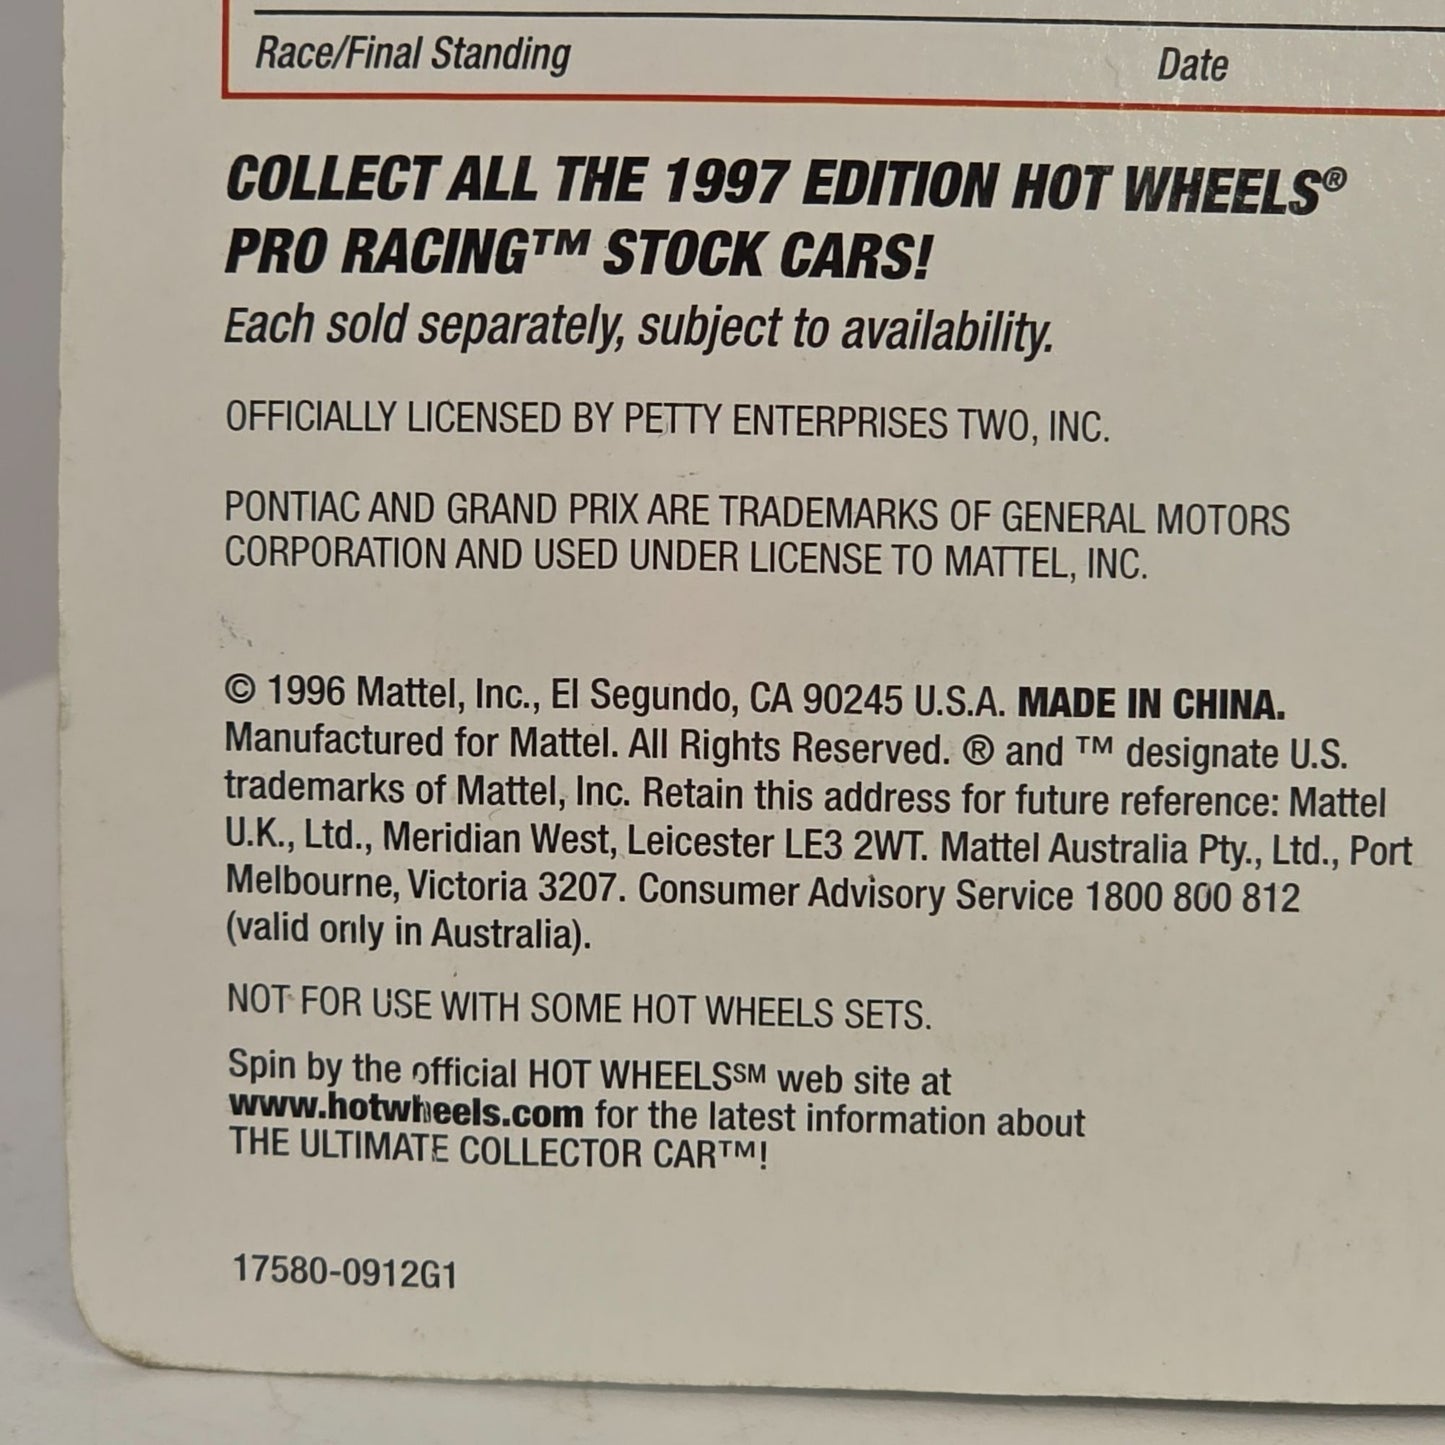 Race/Final Standing Date
COLLECT ALL THE 1997 EDITION HOT WHEELS®
PRO RACING™ STOCK CARS!
Each sold separately, subject to availability.
OFFICIALLY LICENSED BY PETTY ENTERPRISES TWO, INC.
PONTIAC AND GRAND PRIX ARE TRADEMARKS OF GENERAL MOTORS
CORPORATION AND USED UNDER LICENSE TO MATTEL, INC.
© 1996 Mattel, Inc., El Segundo, CA 90245 U.S.A. MADE IN CHINA.
Manufactured for Mattel. All Rights Reserved. ® and ™ designate U.S.
trademarks of Mattel, Inc. Retain this address for future reference: Mattel
U.K., Ltd., Meridian West, Leicester LE3 2WT. Mattel Australia Pty., Ltd., Port
Melbourne, Victoria 3207. Consumer Advisory Service 1800 800 812
(valid only in Australia).
NOT FOR USE WITH SOME HOT WHEELS SETS.
Spin by the official HOT WHEELS℠ web site at
www.hotwheels.com for the latest information about
THE ULTIMATE COLLECTOR CAR™!
17580-0912G1